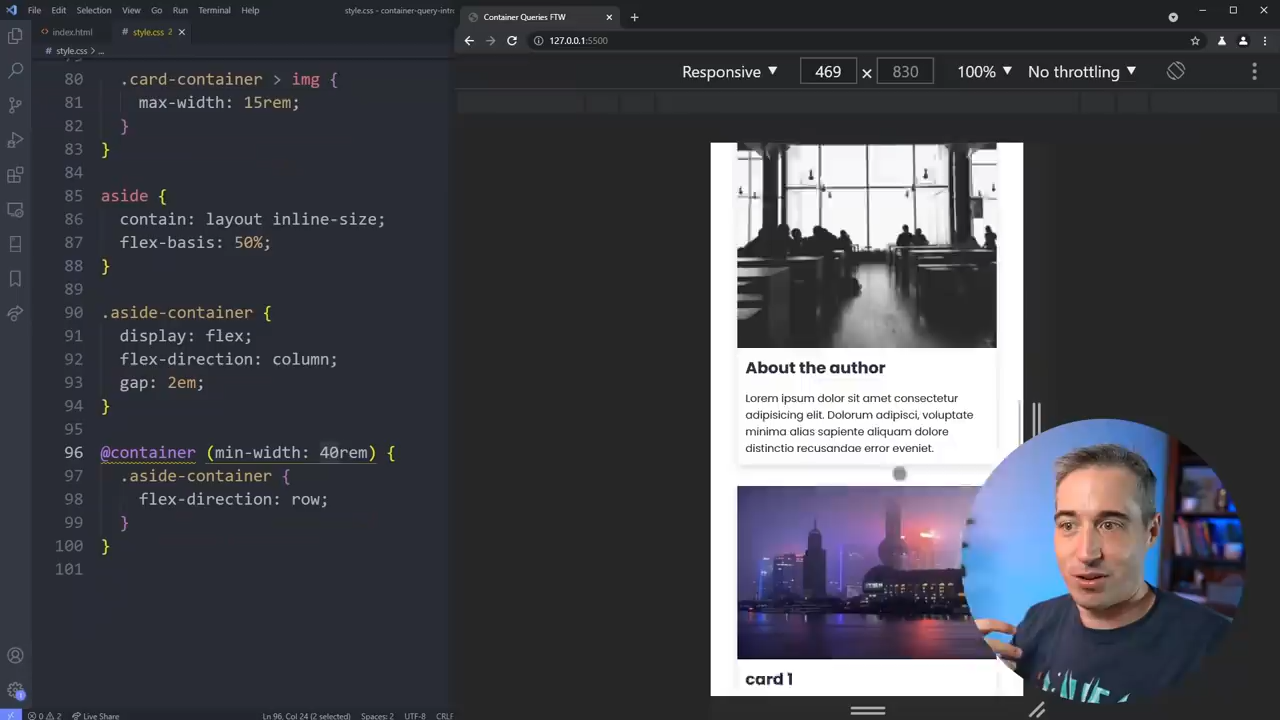 File Edit Selection View Go Run Terminal Help
style.css - container-query-intr
index.html
# style.css 2
style.css > ...
80 .card-container > img {
81 max-width: 15rem;
82 }
83 }
84
85 aside {
86 contain: layout inline-size;
87 flex-basis: 50%;
88 }
89
90 .aside-container {
91 display: flex;
92 flex-direction: column;
93 gap: 2em;
94 }
95
96 @container (min-width: 40rem) {
97 .aside-container {
98 flex-direction: row;
99 }
100 }
101
0 2
Live Share
Ln 96, Col 24 (2 selected)
Spaces: 2
UTF-8
CRLF
Container Queries FTW
127.0.0.1:5500
Responsive
469 × 830
100%
No throttling
About the author
Lorem ipsum dolor sit amet consectetur
adipisicing elit. Dolorum adipisci, voluptate
minima alias sapiente aliquam dolore
distinctio recusandae error eveniet.
card 1